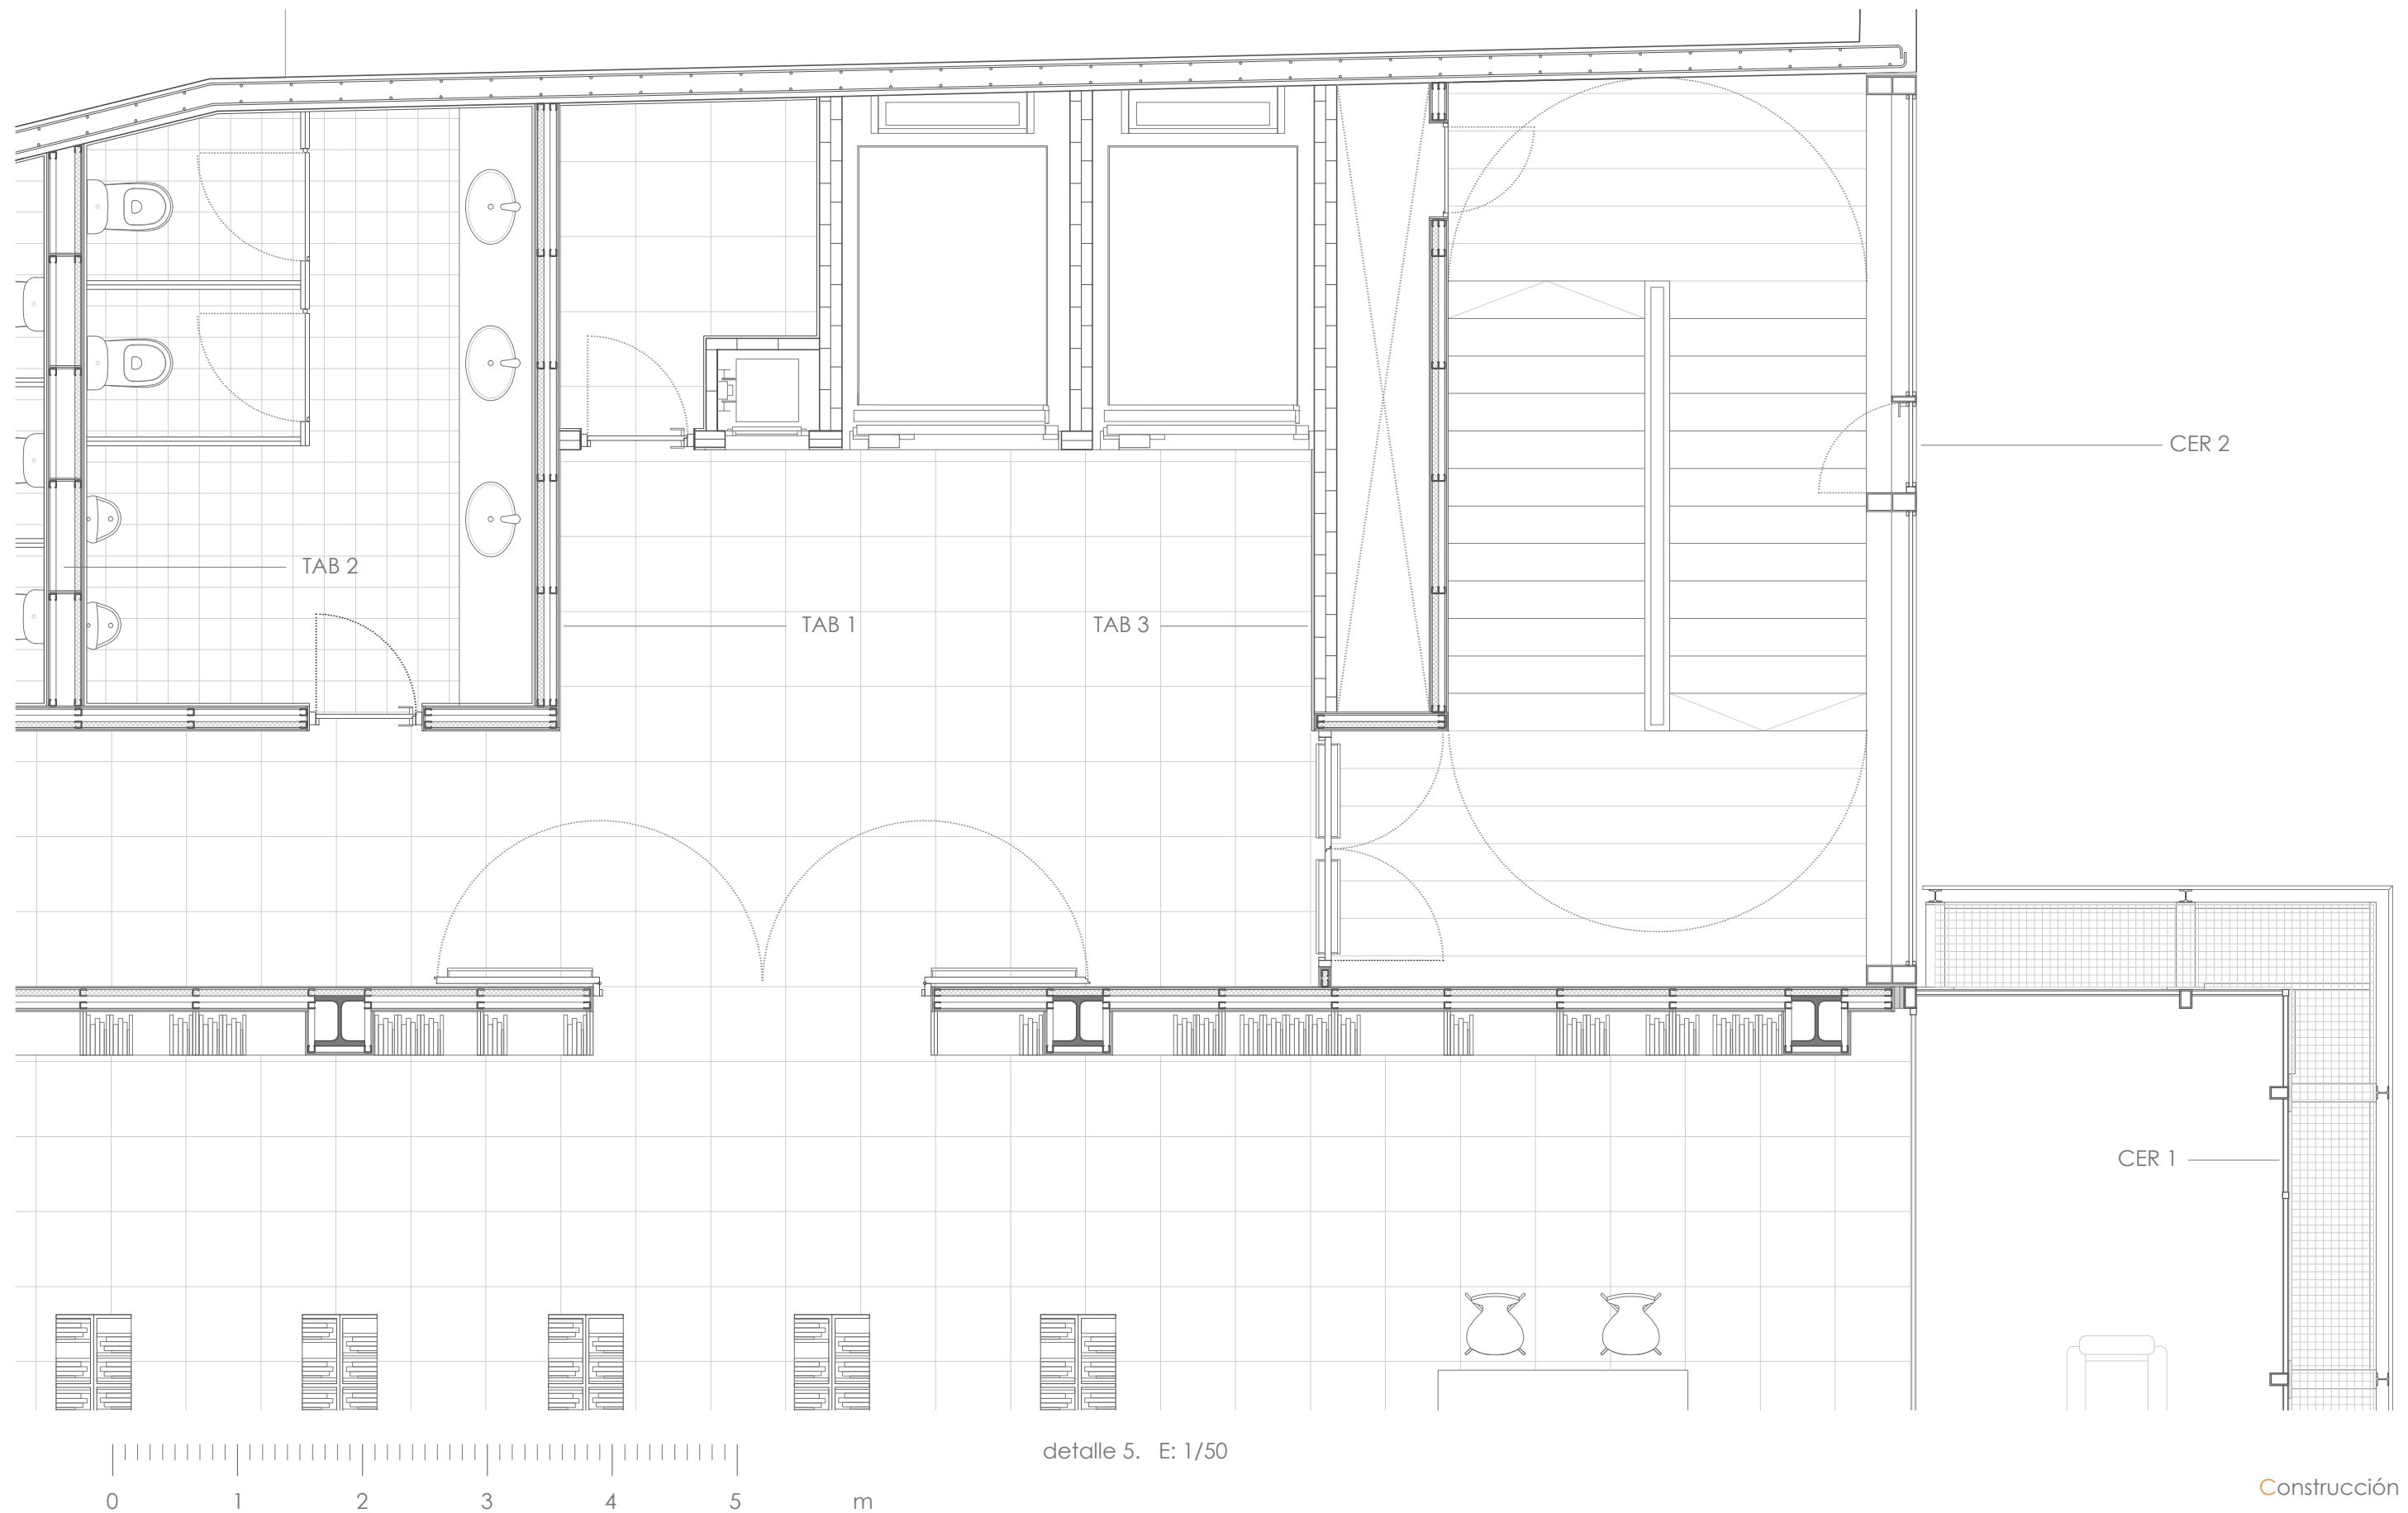 CER 2
TAB 2
TAB 1
TAB 3
CER 1
detalle 5. E: 1/50
0 1 2 3 4 5 m
Construcción